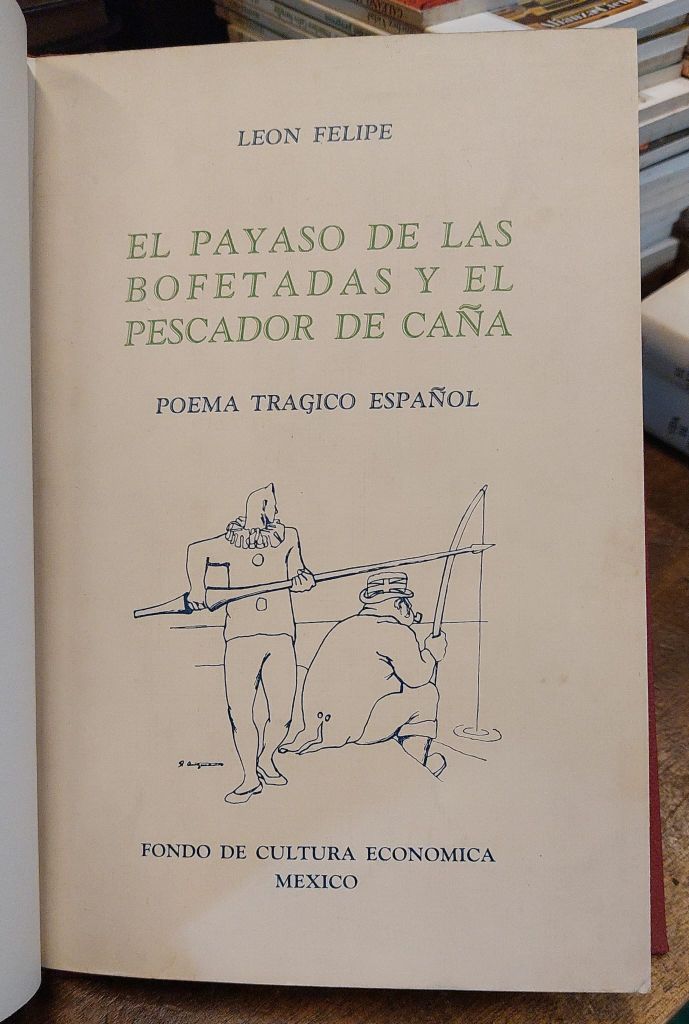 LEON FELIPE
EL PAYASO DE LAS
BOFETADAS Y EL
PESCADOR DE CAÑA
POEMA TRAGICO ESPAÑOL
FONDO DE CULTURA ECONOMICA
MEXICO